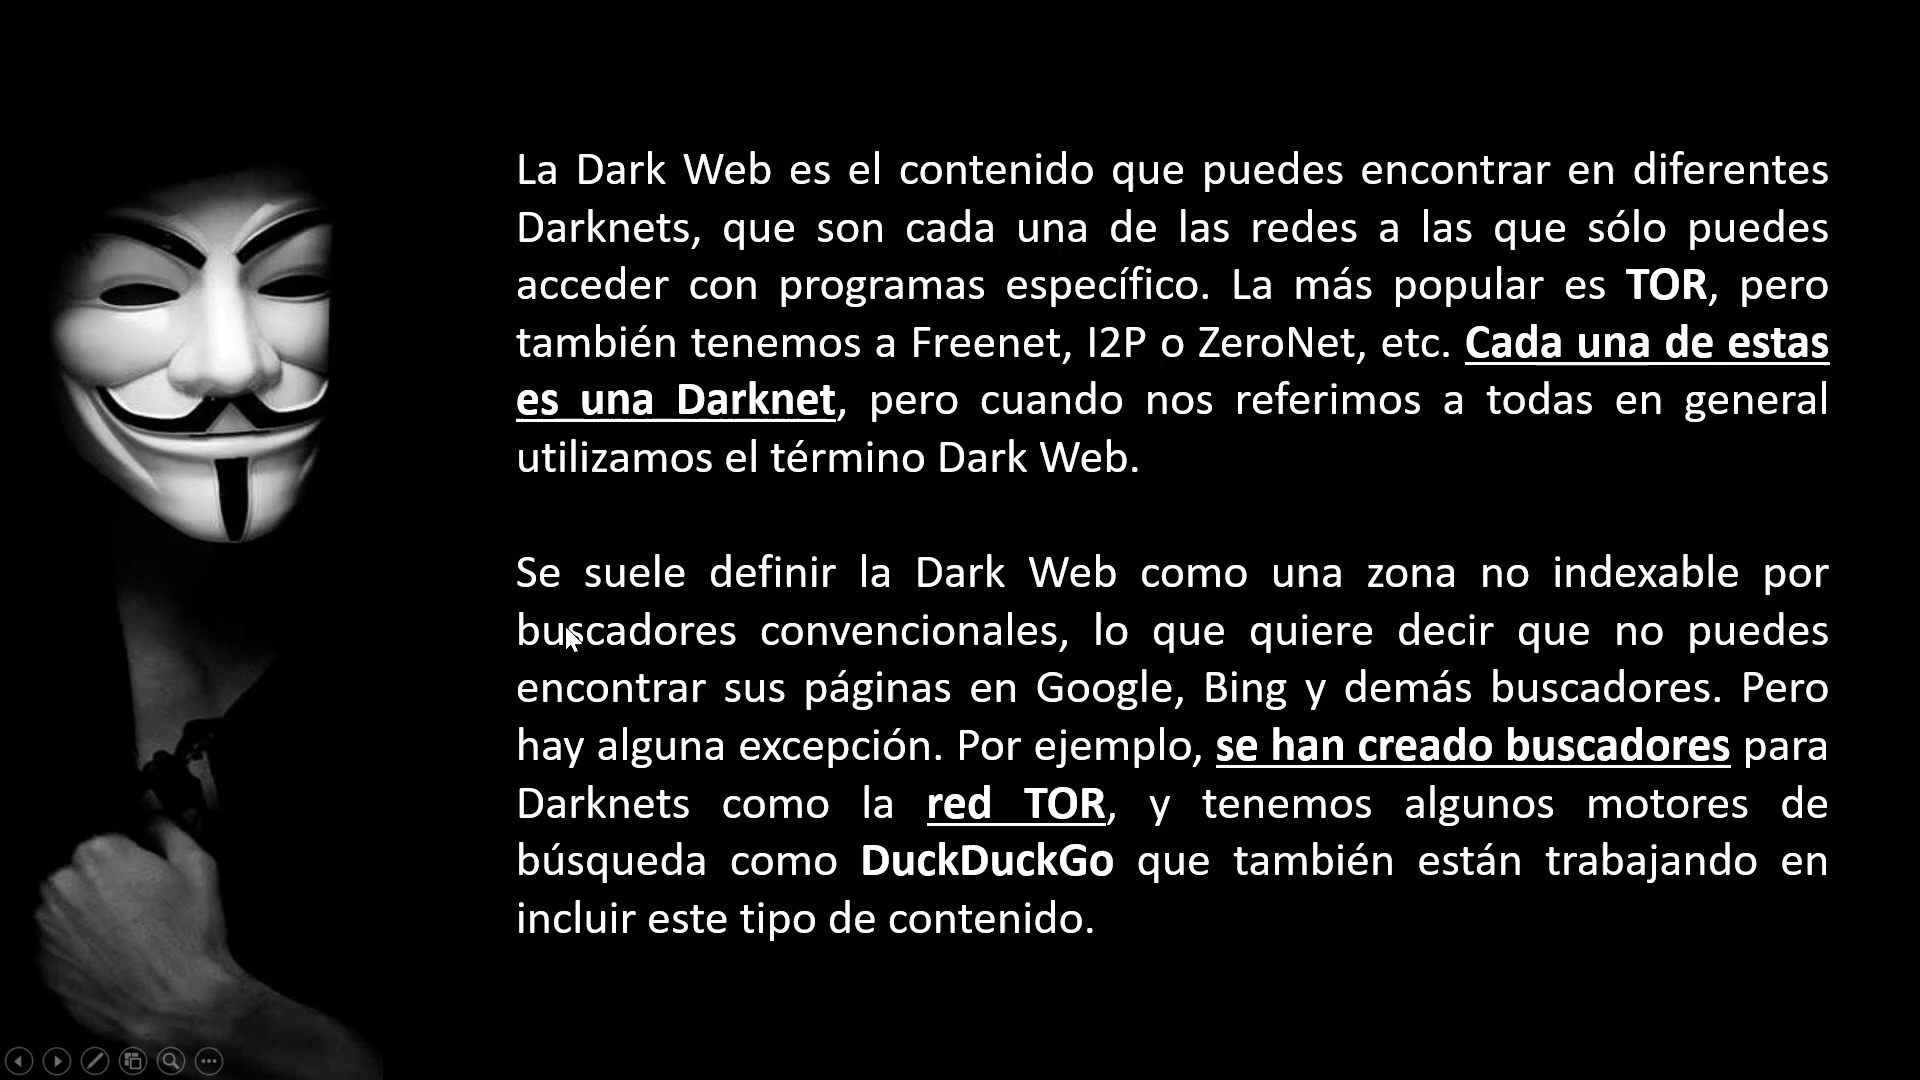 La Dark Web es el contenido que puedes encontrar en diferentes
Darknets, que son cada una de las redes a las que sólo puedes
acceder con programas específico. La más popular es TOR, pero
también tenemos a Freenet, I2P o ZeroNet, etc. Cada una de estas
es una Darknet, pero cuando nos referimos a todas en general
utilizamos el término Dark Web.
Se suele definir la Dark Web como una zona no indexable por
buscadores convencionales, lo que quiere decir que no puedes
encontrar sus páginas en Google, Bing y demás buscadores. Pero
hay alguna excepción. Por ejemplo, se han creado buscadores para
Darknets como la red TOR, y tenemos algunos motores de
búsqueda como DuckDuckGo que también están trabajando en
incluir este tipo de contenido.